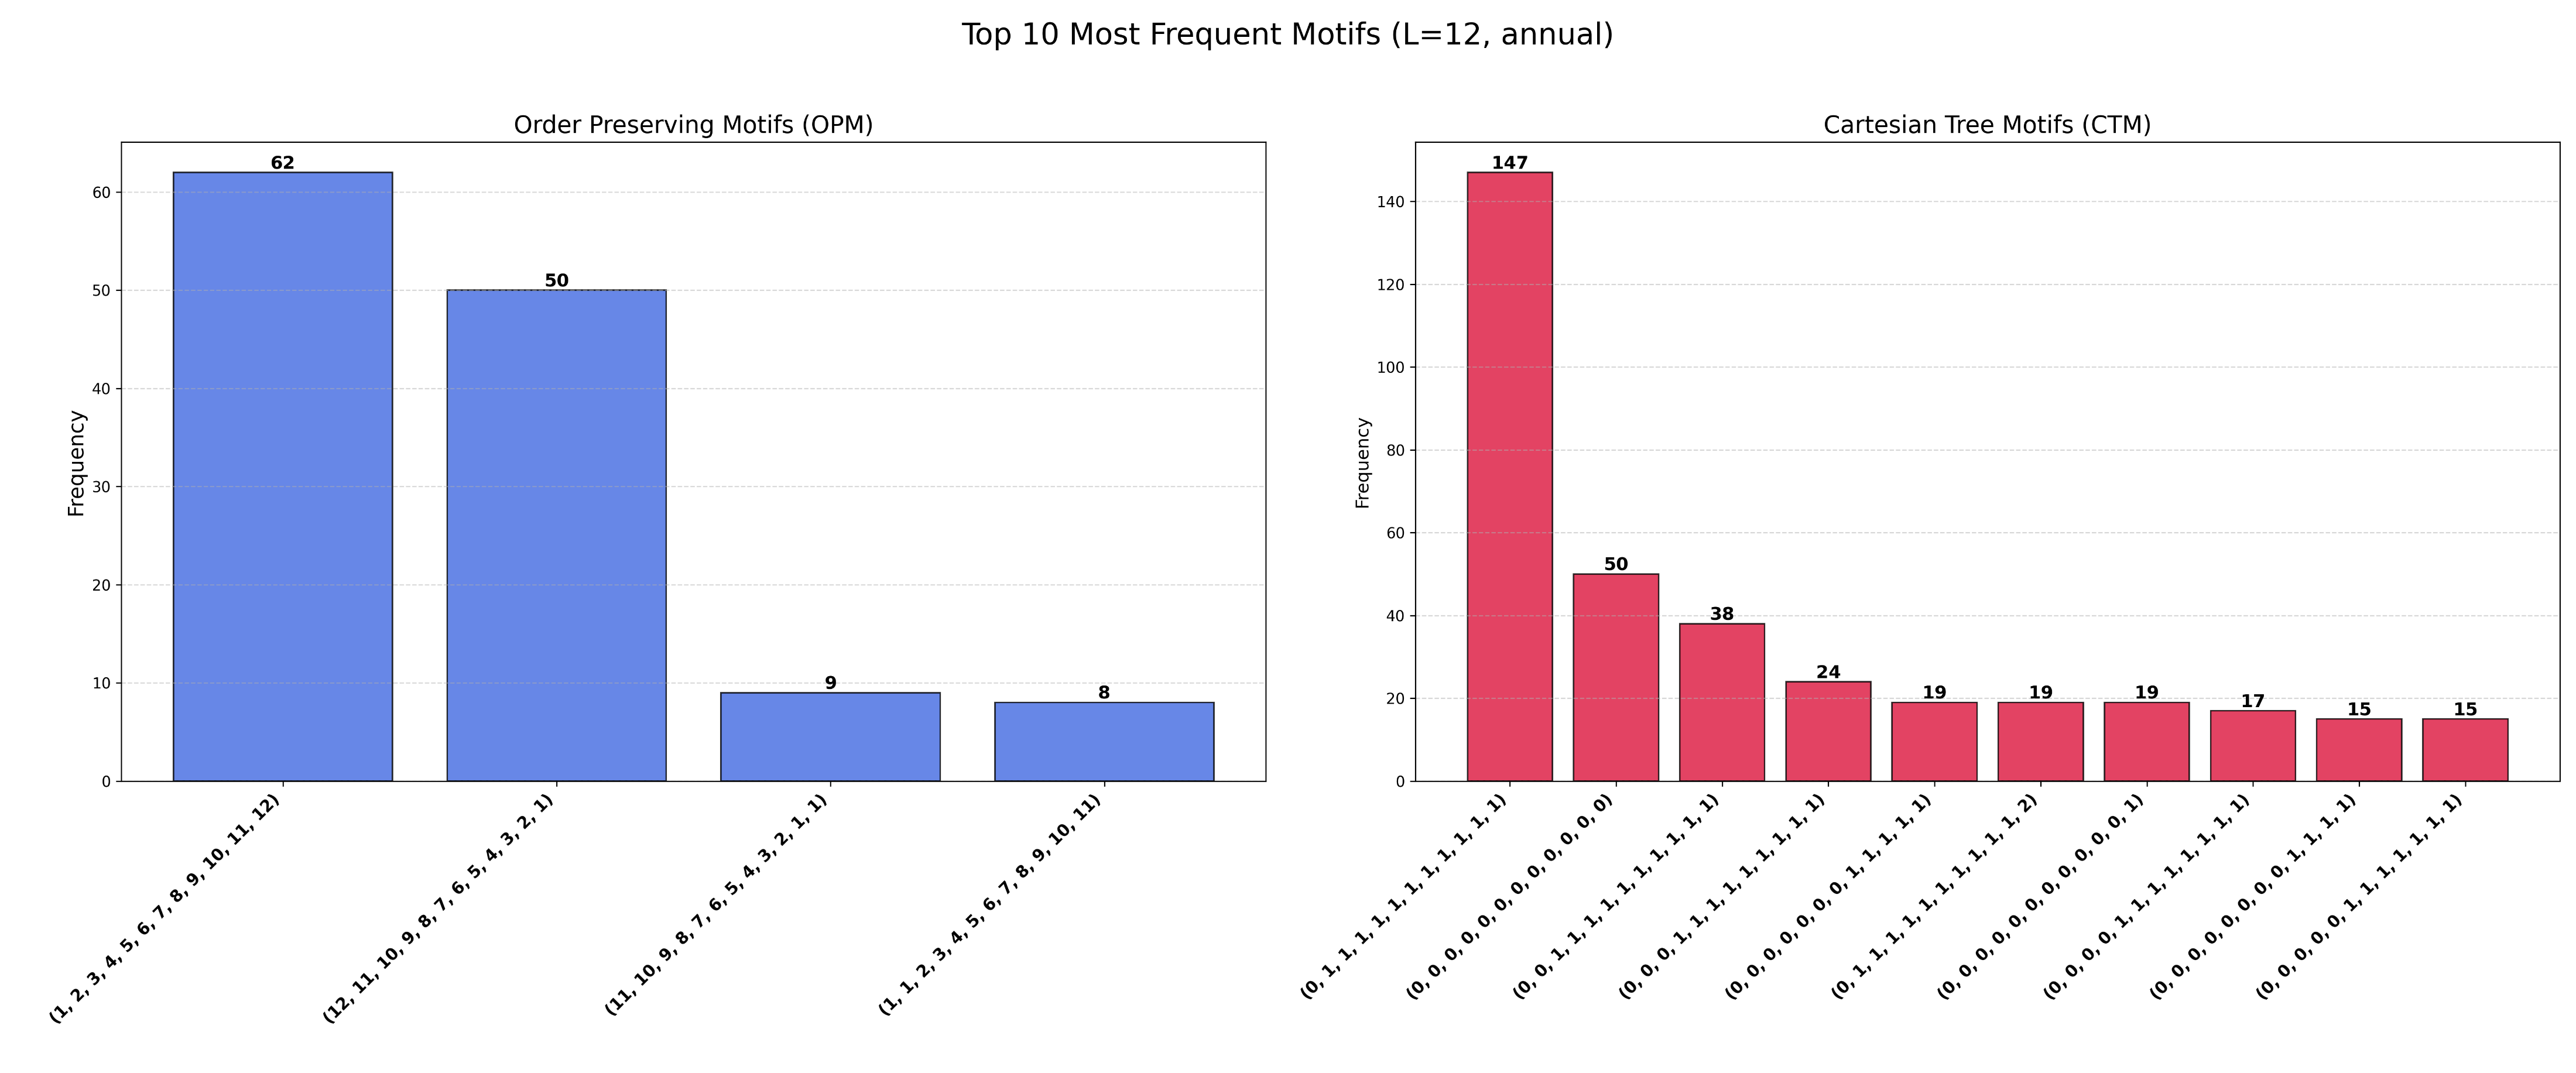 Top 10 Most Frequent Motifs (L=12, annual)
Order Preserving Motifs (OPM)
Frequency
60
50
40
30
20
10
0
62
50
9
8
(1, 2, 3, 4, 5, 6, 7, 8, 9, 10, 11, 12)
(12, 11, 10, 9, 8, 7, 6, 5, 4, 3, 2, 1)
(11, 10, 9, 8, 7, 6, 5, 4, 3, 2, 1, 1)
(1, 1, 2, 3, 4, 5, 6, 7, 8, 9, 10, 11)
Cartesian Tree Motifs (CTM)
Frequency
140
120
100
80
60
40
20
0
147
50
38
24
19
19
19
17
15
15
(0, 1, 1, 1, 1, 1, 1, 1, 1, 1, 1, 1)
(0, 0, 0, 0, 0, 0, 0, 0, 0, 0, 0, 0)
(0, 0, 1, 1, 1, 1, 1, 1, 1, 1, 1, 1)
(0, 0, 0, 1, 1, 1, 1, 1, 1, 1, 1, 1)
(0, 0, 0, 0, 0, 0, 0, 1, 1, 1, 1, 1)
(0, 1, 1, 1, 1, 1, 1, 1, 1, 1, 1, 2)
(0, 0, 0, 0, 0, 0, 0, 0, 0, 0, 0, 1)
(0, 0, 0, 0, 1, 1, 1, 1, 1, 1, 1, 1)
(0, 0, 0, 0, 0, 0, 0, 0, 1, 1, 1, 1)
(0, 0, 0, 0, 0, 1, 1, 1, 1, 1, 1, 1)